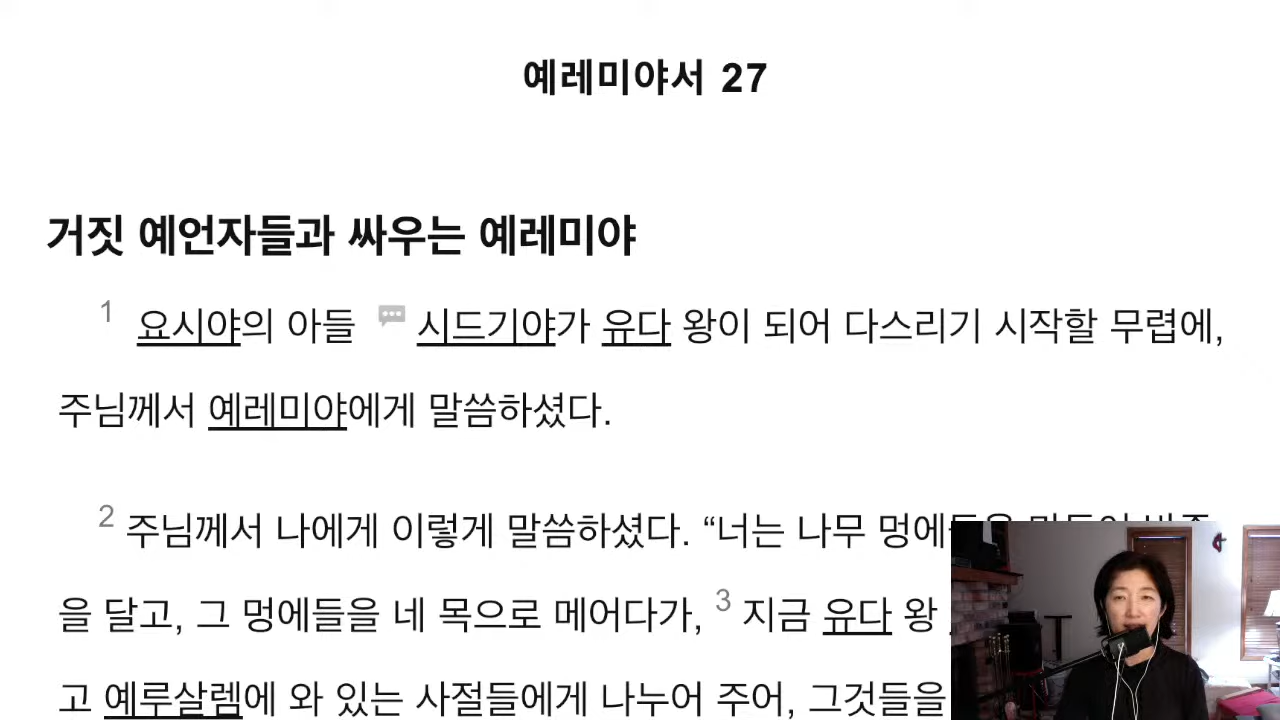 예레미야서 27
거짓 예언자들과 싸우는 예레미야
1 요시야의 아들 시드기야가 유다 왕이 되어 다스리기 시작할 무렵에,
주님께서 예레미야에게 말씀하셨다.
2 주님께서 나에게 이렇게 말씀하셨다. “너는 나무 멍에
을 달고, 그 멍에들을 네 목으로 메어다가, 3 지금 유다 왕
고 예루살렘에 와 있는 사절들에게 나누어 주어, 그것들을